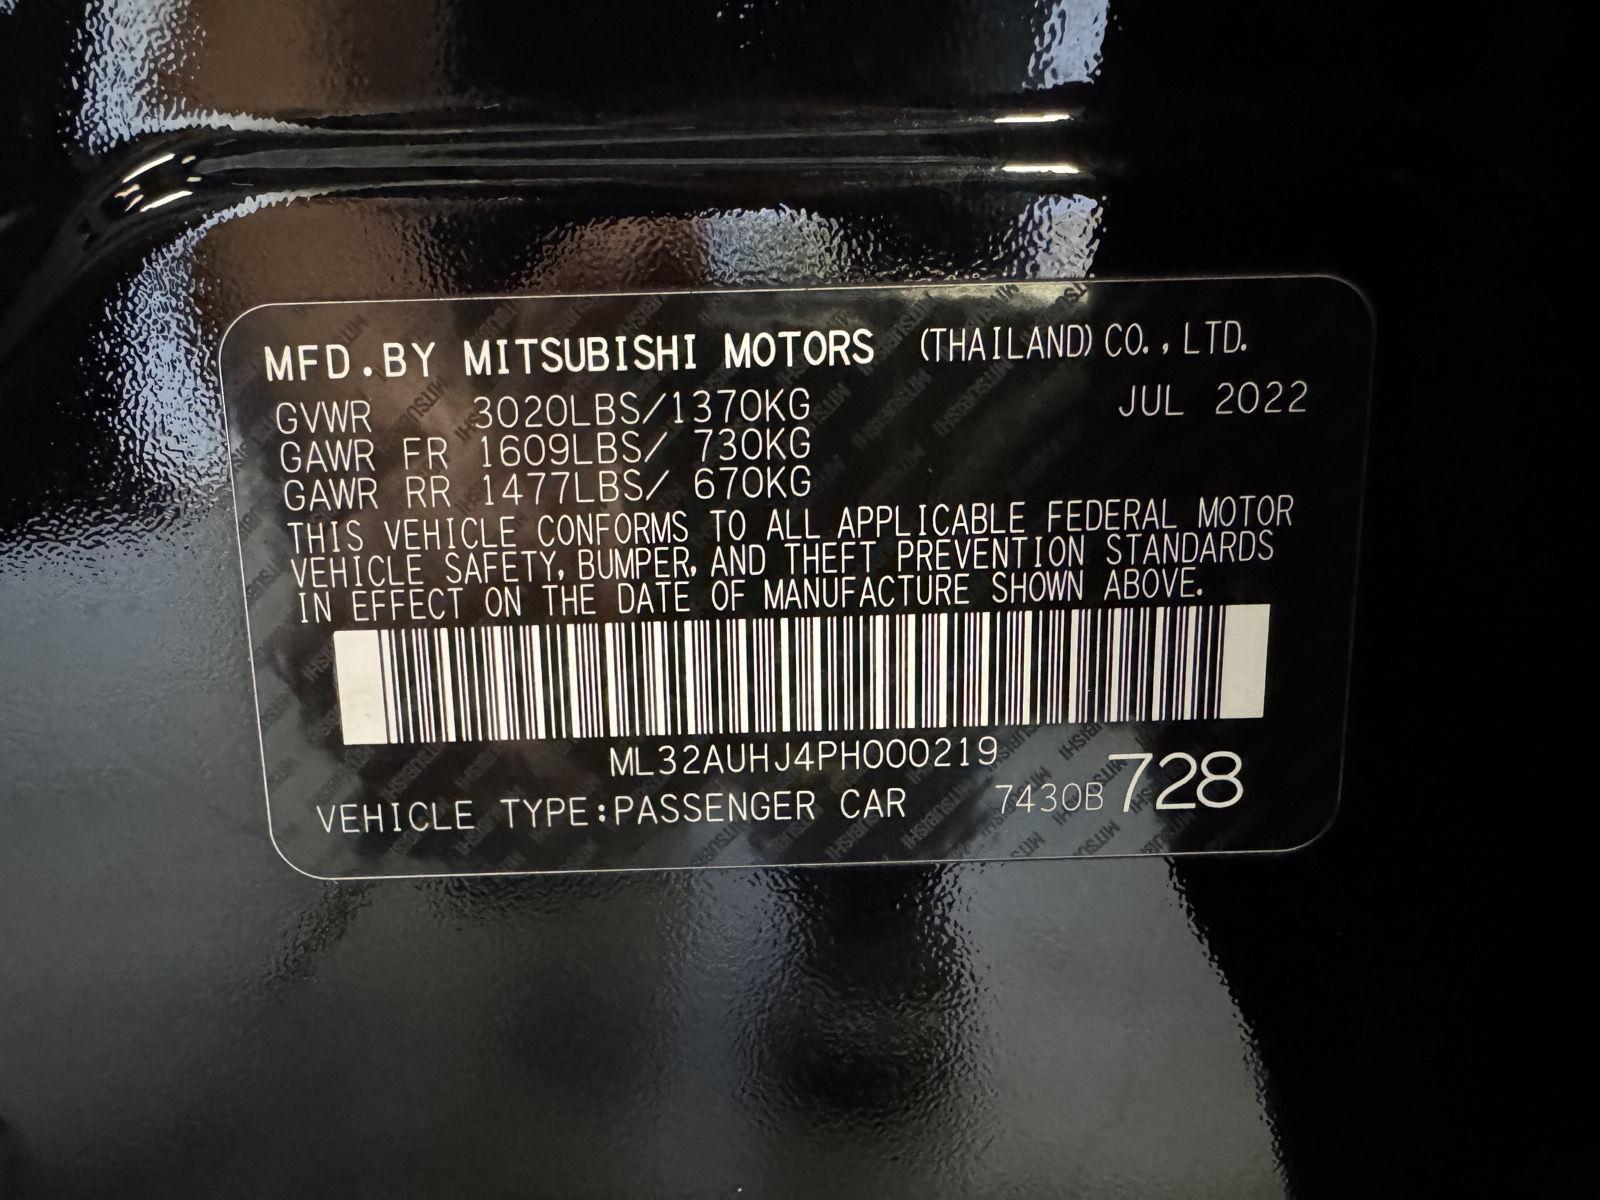 MFD.BY MITSUBISHI MOTORS (THAILAND) CO., LTD.
GVWR 3020LBS/1370KG JUL 2022
GAWR FR 1609LBS/ 730KG
GAWR RR 1477LBS/ 670KG
THIS VEHICLE CONFORMS TO ALL APPLICABLE FEDERAL MOTOR
VEHICLE SAFETY, BUMPER, AND THEFT PREVENTION STANDARDS
IN EFFECT ON THE DATE OF MANUFACTURE SHOWN ABOVE.
ML32AUHJ4PH000219
VEHICLE TYPE:PASSENGER CAR 7430B728